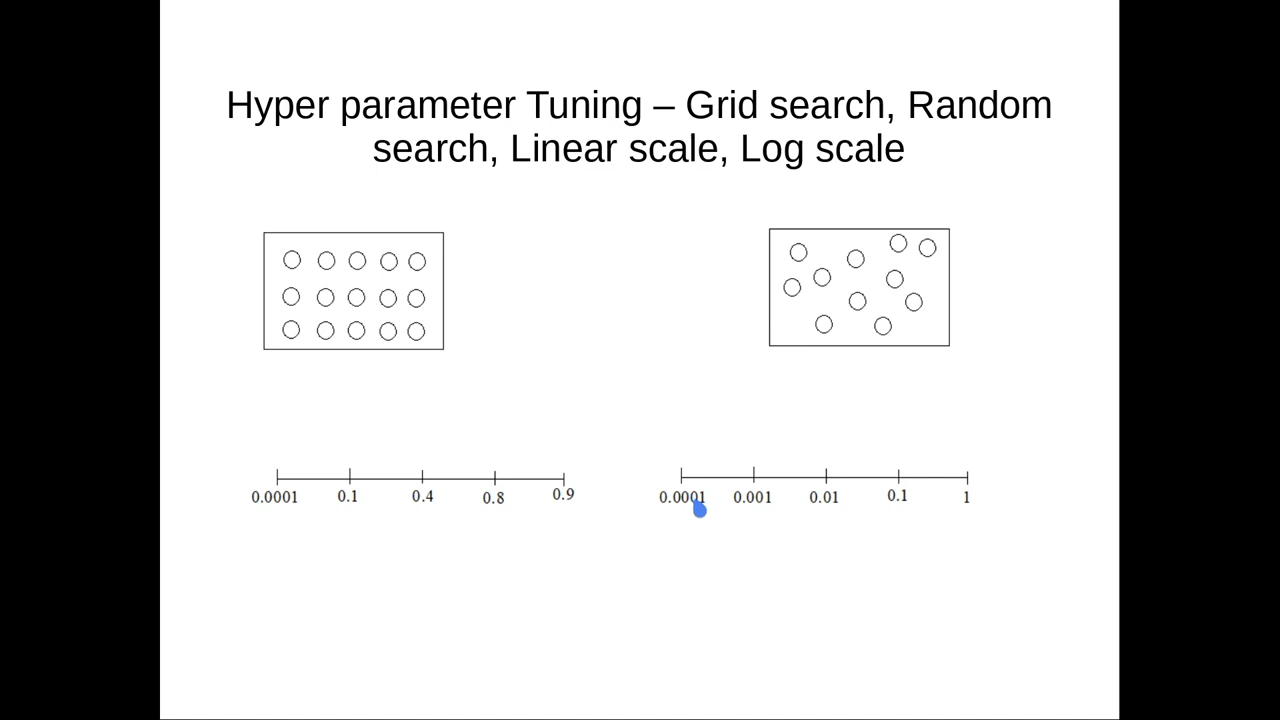 Hyper parameter Tuning – Grid search, Random
search, Linear scale, Log scale
0.0001 0.1 0.4 0.8 0.9
0.0001 0.001 0.01 0.1 1